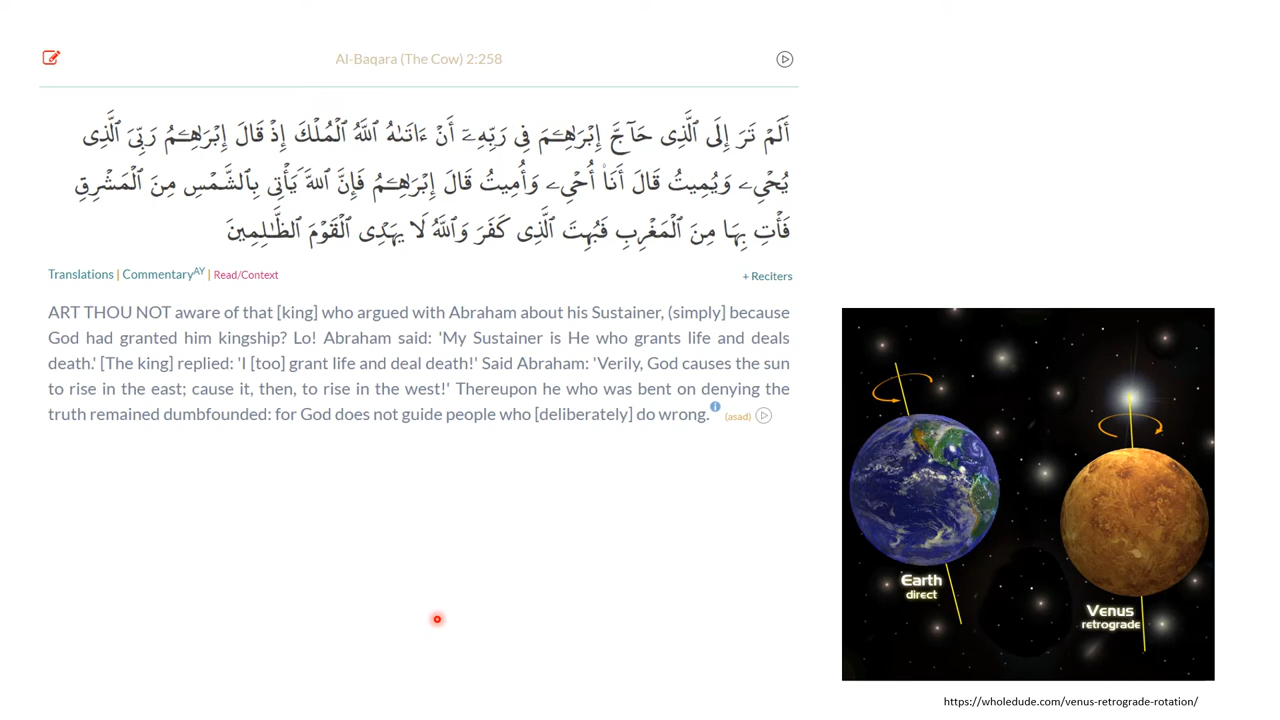 Al-Baqara (The Cow) 2:258
أَلَمْ تَرَ إِلَى ٱلَّذِى حَآجَّ إِبْرَٰهِـۧمَ فِى رَبِّهِۦٓ أَنْ ءَاتَىٰهُ ٱللَّهُ ٱلْمُلْكَ إِذْ قَالَ إِبْرَٰهِـۧمُ رَبِّىَ ٱلَّذِى
يُحْىِۦ وَيُمِيتُ قَالَ أَنَا۠ أُحْىِۦ وَأُمِيتُ قَالَ إِبْرَٰهِـۧمُ فَإِنَّ ٱللَّهَ يَأْتِى بِٱلشَّمْسِ مِنَ ٱلْمَشْرِقِ
فَأْتِ بِهَا مِنَ ٱلْمَغْرِبِ فَبُهِتَ ٱلَّذِى كَفَرَ وَٱللَّهُ لَا يَهْدِى ٱلْقَوْمَ ٱلظَّـٰلِمِينَ
Translations | Commentary AY | Read/Context
+ Reciters
ART THOU NOT aware of that [king] who argued with Abraham about his Sustainer, (simply] because
God had granted him kingship? Lo! Abraham said: 'My Sustainer is He who grants life and deals
death.' [The king] replied: 'I [too] grant life and deal death!' Said Abraham: 'Verily, God causes the sun
to rise in the east; cause it, then, to rise in the west!' Thereupon he who was bent on denying the
truth remained dumbfounded: for God does not guide people who [deliberately] do wrong. i (asad)
Earth
direct
Venus
retrograde
https://wholedude.com/venus-retrograde-rotation/